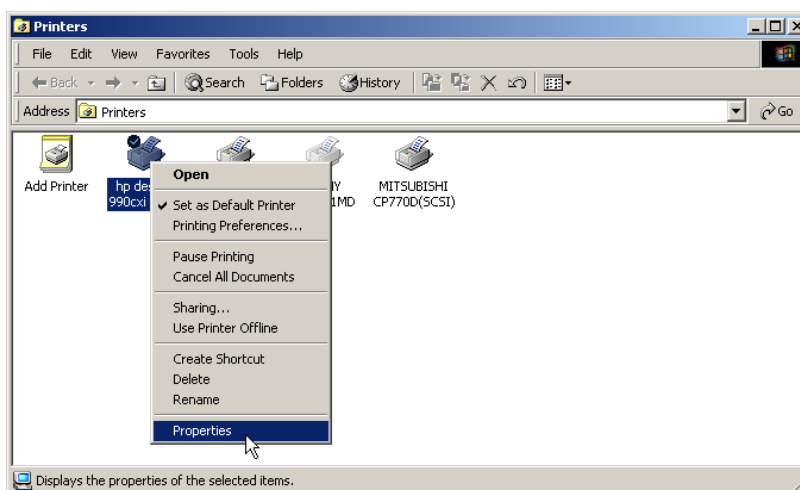 Printers
File Edit View Favorites Tools Help
Back Search Folders History
Address Printers Go
Add Printer
hp
990cxi
MITSUBISHI
CP770D(SCSI)
Open
Set as Default Printer
Printing Preferences...
Pause Printing
Cancel All Documents
Sharing...
Use Printer Offline
Create Shortcut
Delete
Rename
Properties
Displays the properties of the selected items.